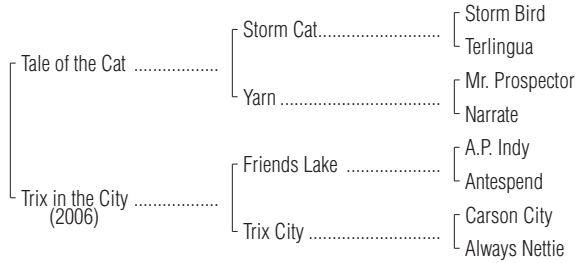 Storm Bird
Storm Cat..............................
Terlingua
Tale of the Cat ..................
Mr. Prospector
Yarn .......................................
Narrate
A.P. Indy
Friends Lake ......................
Antespend
Trix in the City ..................
(2006)
Carson City
Trix City ................................
Always Nettie